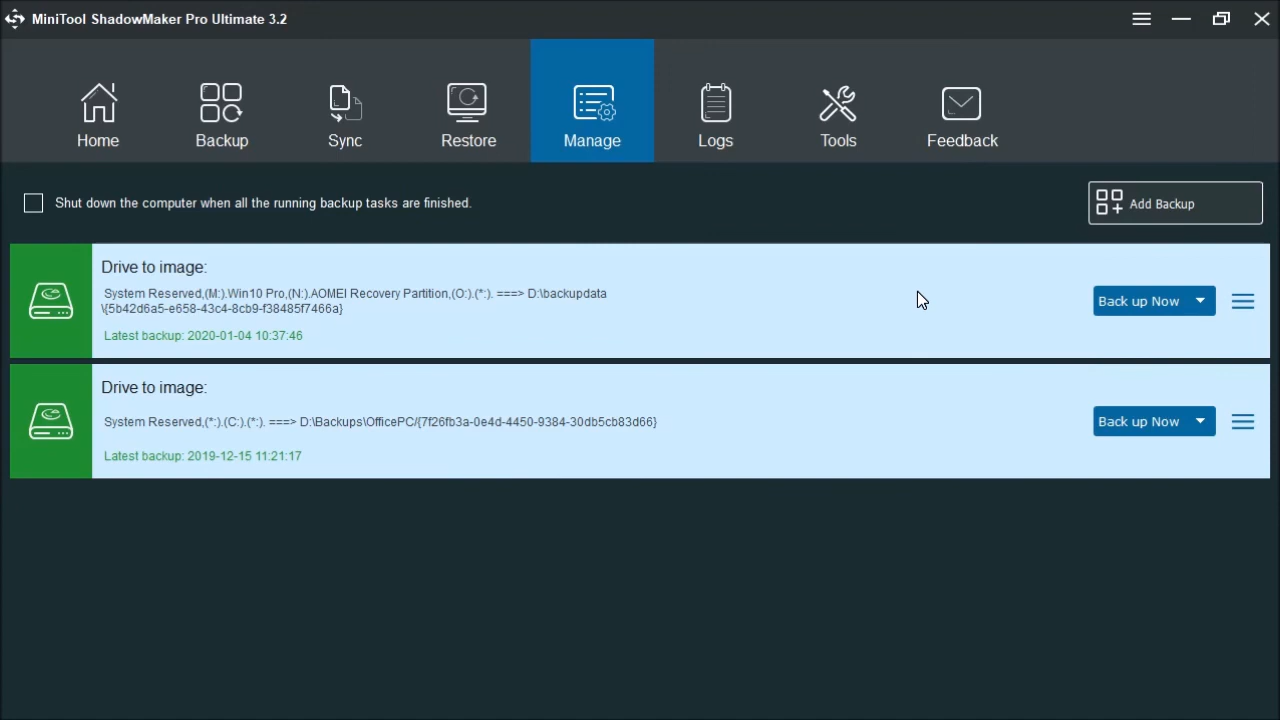 MiniTool ShadowMaker Pro Ultimate 3.2
Home
Backup
Sync
Restore
Manage
Logs
Tools
Feedback
Shut down the computer when all the running backup tasks are finished.
Add Backup
Drive to image:
System Reserved,(M:).Win10 Pro,(N:).AOMEI Recovery Partition,(O:).(*:). ===> D:\backupdata
\{5b42d6a5-e658-43c4-8cb9-f38485f7466a}
Latest backup: 2020-01-04 10:37:46
Back up Now
Drive to image:
System Reserved,(*:).(C:).(*:). ===> D:\Backups\OfficePC/{7f26fb3a-0e4d-4450-9384-30db5cb83d66}
Latest backup: 2019-12-15 11:21:17
Back up Now